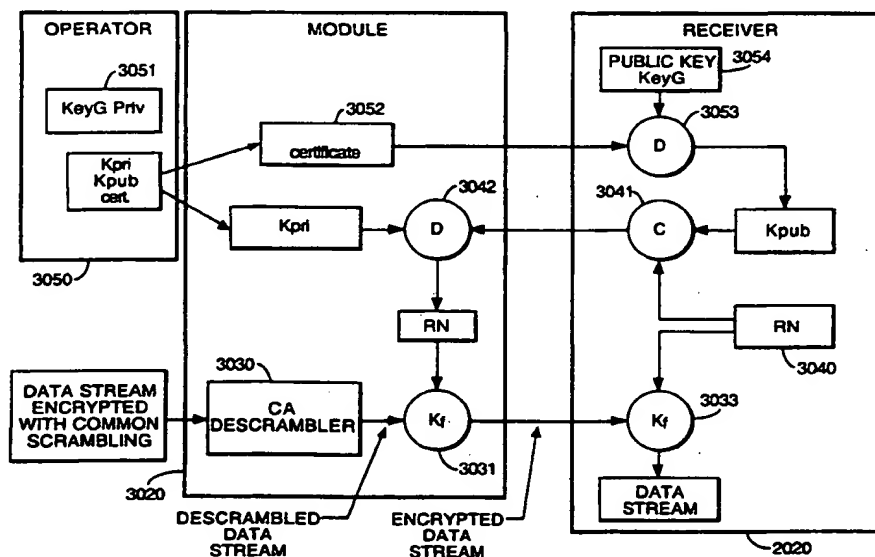 OPERATOR
3051
KeyG Priv
Kpri
Kpub
cert.
3050
MODULE
3052
certificate
3042
Kpri
D
RN
3030
CA
DESCRAMBLER
Kf
3031
3020
DATA STREAM
ENCRYPTED
WITH COMMON
SCRAMBLING
DESCRAMBLED
DATA
STREAM
ENCRYPTED
DATA
STREAM
RECEIVER
PUBLIC KEY
KeyG
3054
3053
D
3041
C
Kpub
RN
3040
Kf
3033
DATA
STREAM
2020